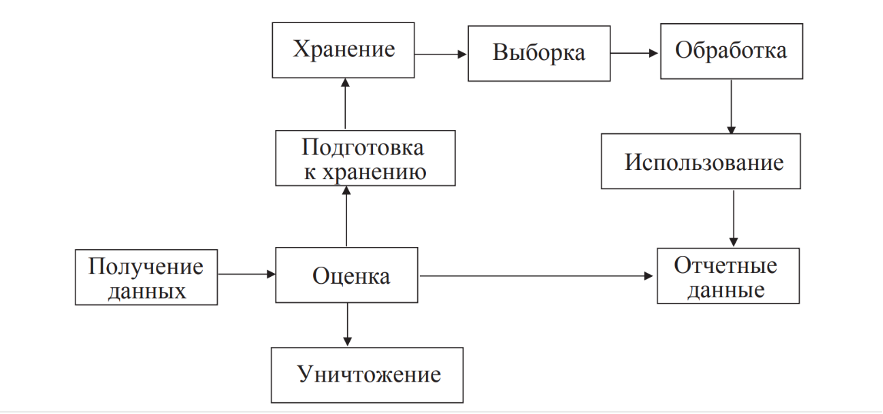 Хранение
Выборка
Обработка
Подготовка
к хранению
Использование
Получение
данных
Оценка
Отчетные
данные
Уничтожение